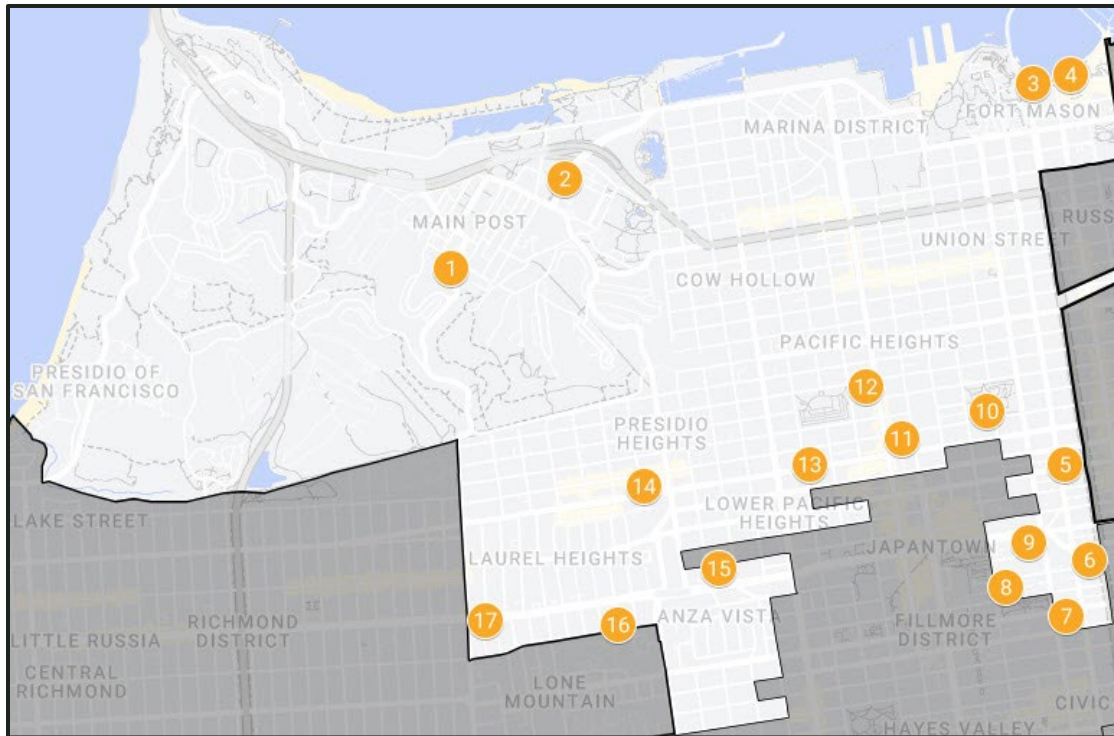 3
4
FORT MASON
MARINA DISTRICT
2
MAIN POST
RUSS
UNION STREET
1
COW HOLLOW
PACIFIC HEIGHTS
PRESIDIO OF
SAN FRANCISCO
12
10
PRESIDIO
HEIGHTS
11
13
5
14
LOWER PACIFIC
HEIGHTS
LAKE STREET
9
JAPANTOWN
LAUREL HEIGHTS
6
15
8
7
17
16
ANZA VISTA
FILLMORE
DISTRICT
RICHMOND
DISTRICT
LITTLE RUSSIA
CENTRAL
RICHMOND
LONE
MOUNTAIN
CIVIC
HAYES VALLEY